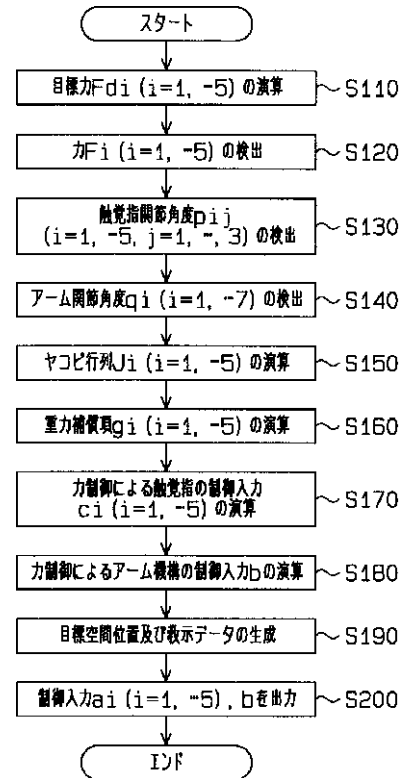 スタート
目標力Fdi (i=1, -5) の演算
S110
力Fi (i=1, -5) の検出
S120
触覚指関節角度pij
(i=1, -5, j=1, -, 3) の検出
S130
アーム関節角度qi (i=1, -7) の検出
S140
ヤコビ行列Ji (i=1, -5) の演算
S150
重力補償項gi (i=1, -5) の演算
S160
力制御による触覚指の制御入力
ci (i=1, -5) の演算
S170
力制御によるアーム機構の制御入力bの演算
S180
目標空間位置及び教示データの生成
S190
制御入力ai (i=1, -5) , bを出力
S200
エンド